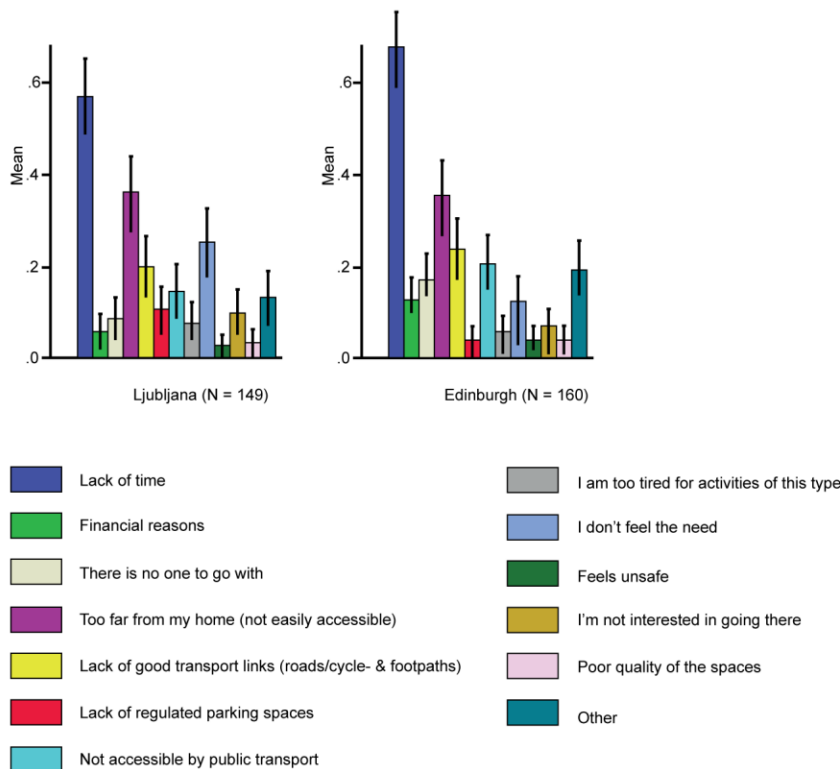 Mean
.6
.4
.2
.0
Ljubljana (N = 149)
Mean
.6
.4
.2
.0
Edinburgh (N = 160)
Lack of time
Financial reasons
There is no one to go with
Too far from my home (not easily accessible)
Lack of good transport links (roads/cycle- & footpaths)
Lack of regulated parking spaces
Not accessible by public transport
I am too tired for activities of this type
I don't feel the need
Feels unsafe
I'm not interested in going there
Poor quality of the spaces
Other